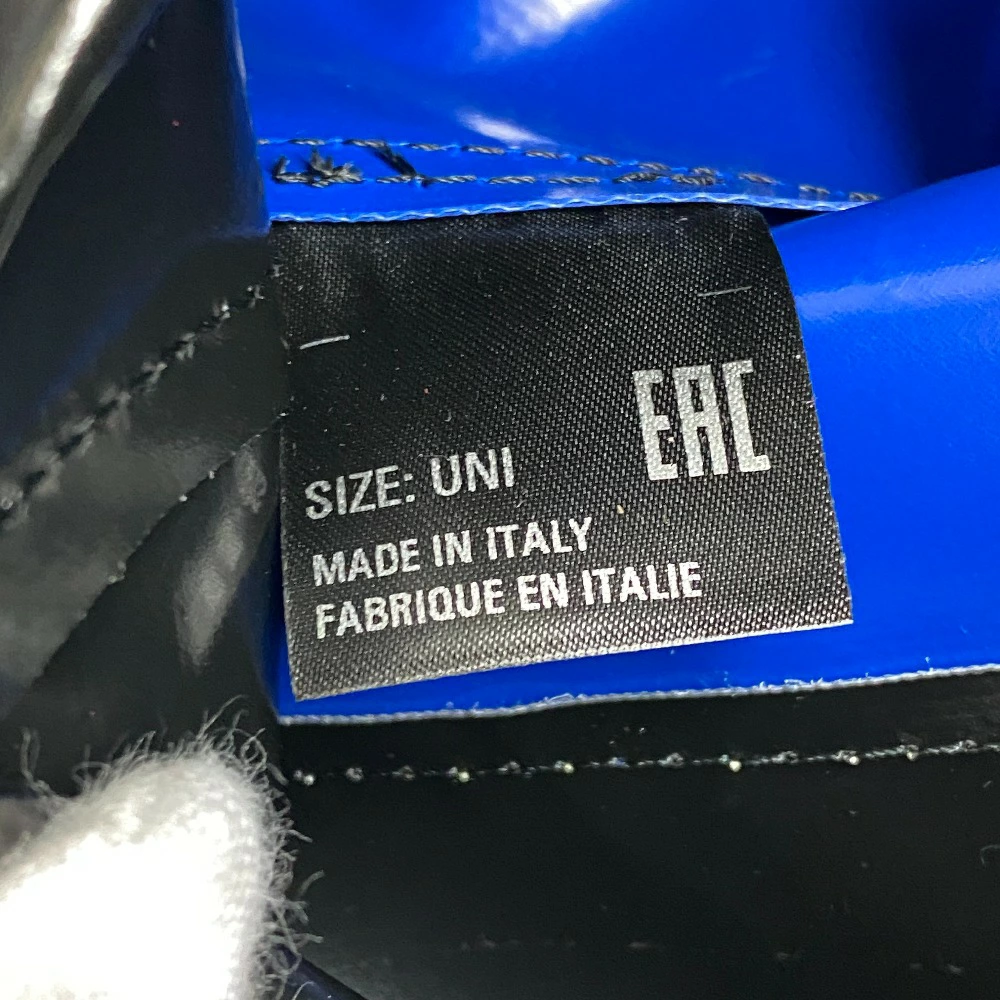 EAC
SIZE: UNI
MADE IN ITALY
FABRIQUE EN ITALIE